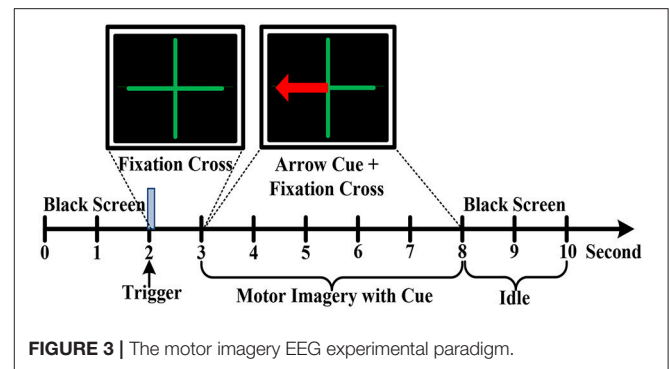 Fixation Cross
Arrow Cue +
Fixation Cross
Black Screen
Black Screen
0 1 2 3 4 5 6 7 8 9 10 Second
Trigger
Motor Imagery with Cue
Idle
FIGURE 3 | The motor imagery EEG experimental paradigm.